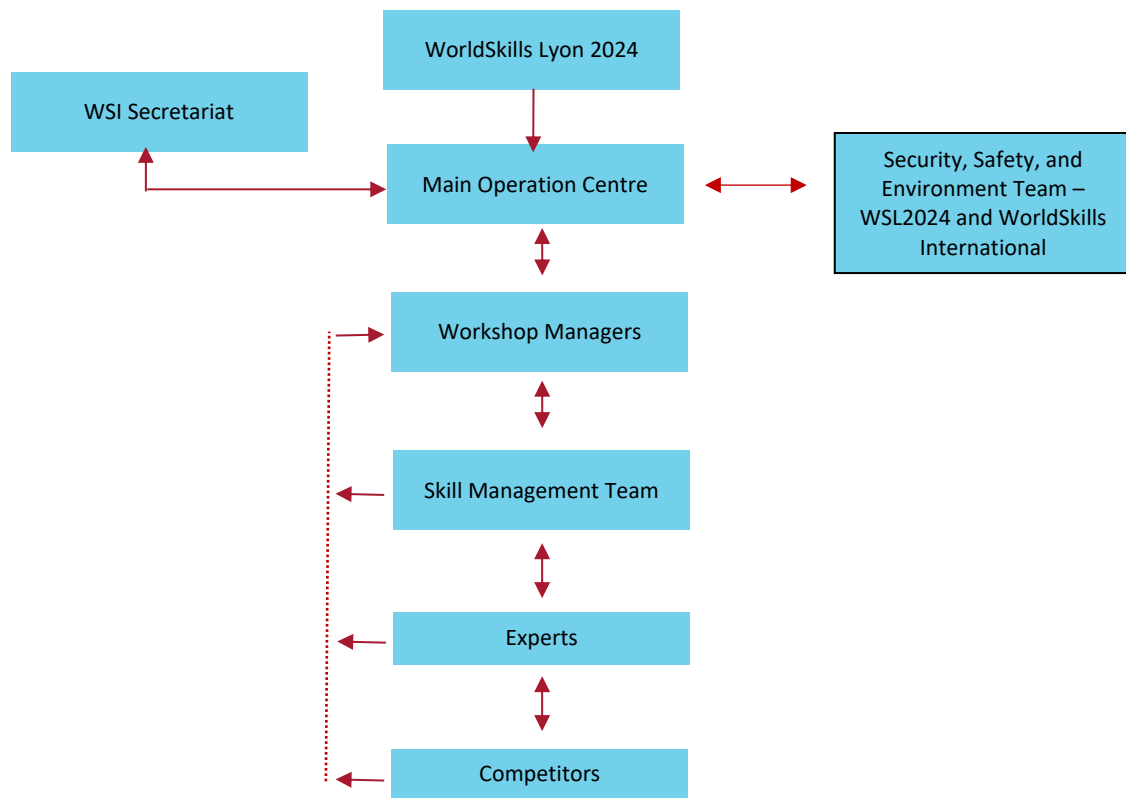 WorldSkills Lyon 2024
WSI Secretariat
Main Operation Centre
Security, Safety, and
Environment Team –
WSL2024 and WorldSkills
International
Workshop Managers
Skill Management Team
Experts
Competitors